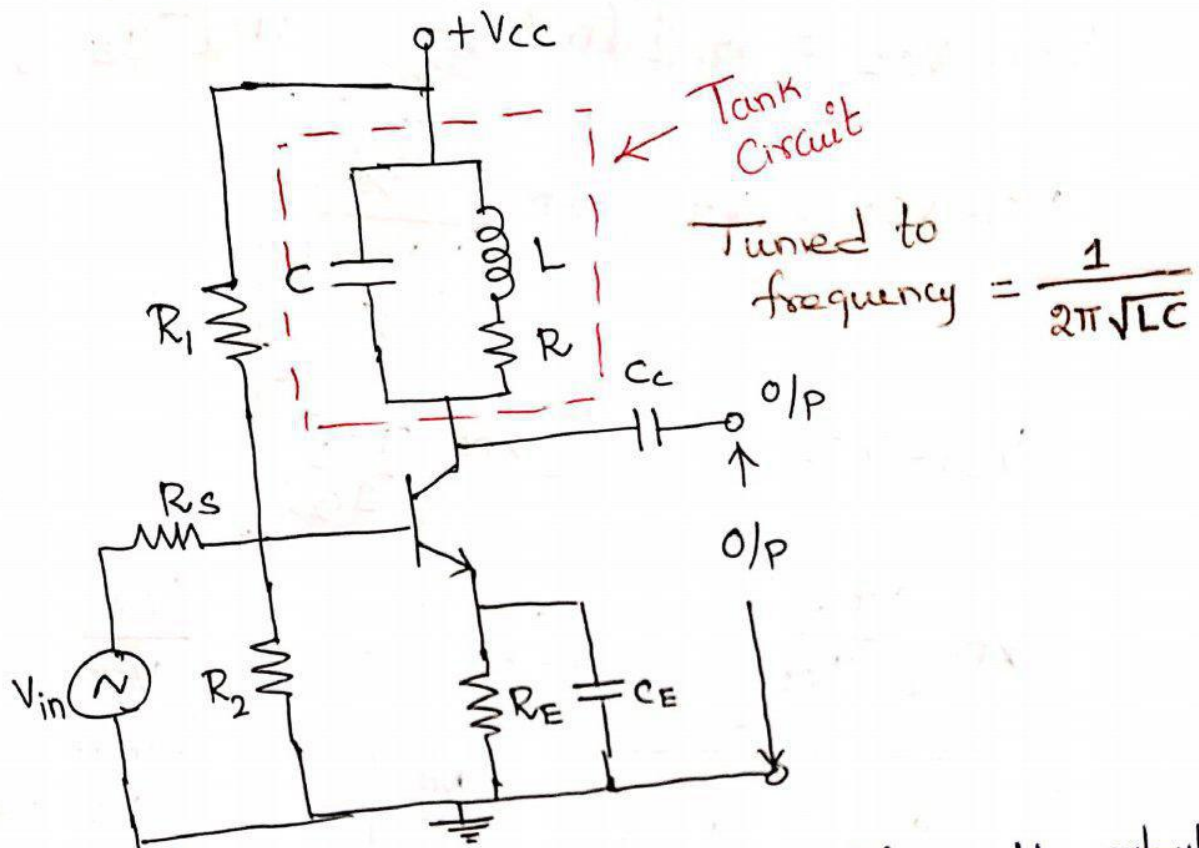 +Vcc
Tank
Circuit
Tuned to
frequency = 1/2π√LC
C
L
R
R1
Cc
O/P
Rs
O/P
Vin
R2
RE
CE